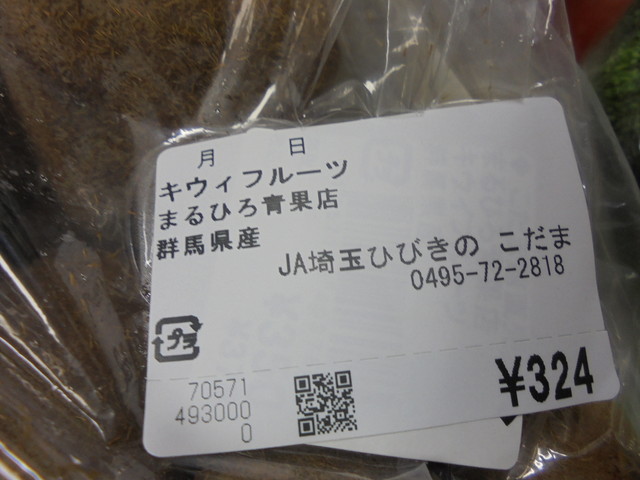 月 日
キウィフルーツ
まるひろ青果店
群馬県産
JA埼玉ひびきの こだま
0495-72-2818
プラ
70571
493000
0
¥324